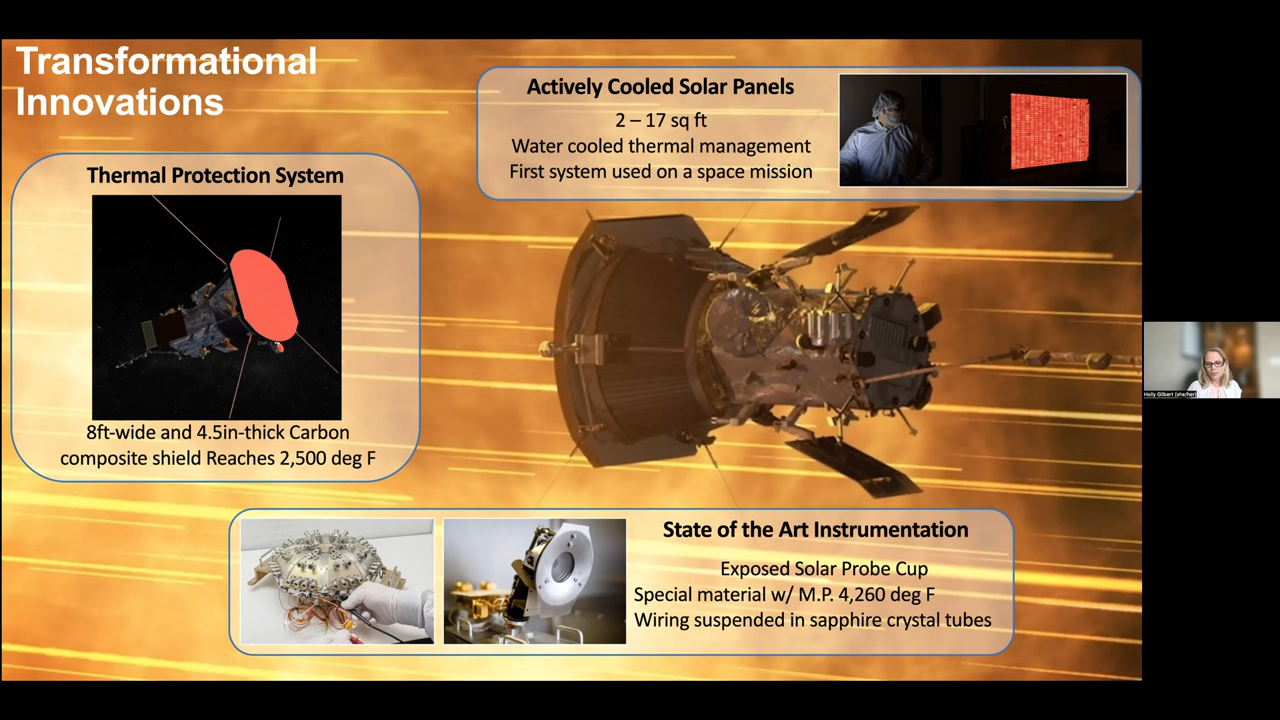 Transformational
Innovations
Thermal Protection System
8ft-wide and 4.5in-thick Carbon
composite shield Reaches 2,500 deg F
Actively Cooled Solar Panels
2 – 17 sq ft
Water cooled thermal management
First system used on a space mission
State of the Art Instrumentation
Exposed Solar Probe Cup
Special material w/ M.P. 4,260 deg F
Wiring suspended in sapphire crystal tubes
Holly Gilbert (she/her)